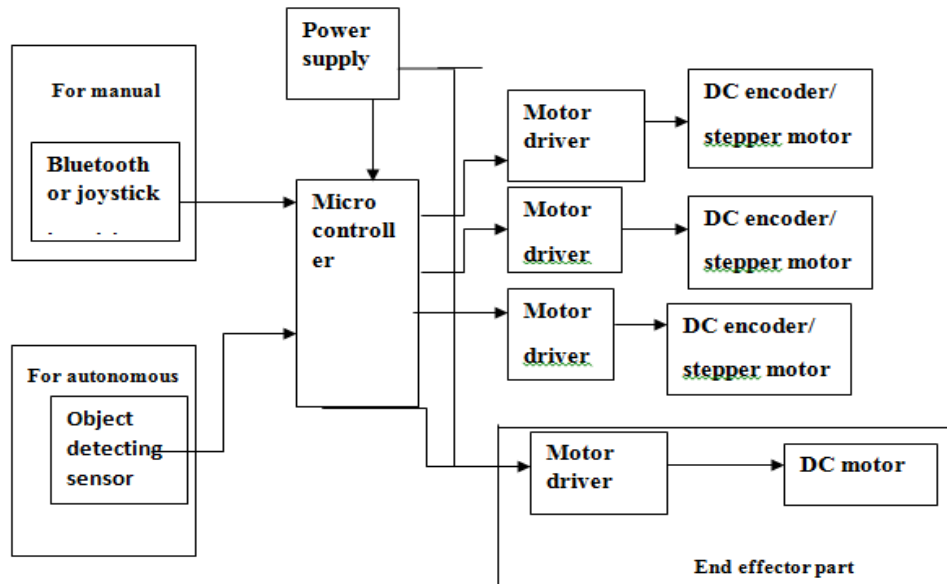 Power
supply
For manual
Bluetooth
or joystick
Micro
controll
er
Motor
driver
DC encoder/
stepper motor
Motor
driver
DC encoder/
stepper motor
Motor
driver
DC encoder/
stepper motor
For autonomous
Object
detecting
sensor
Motor
driver
DC motor
End effector part